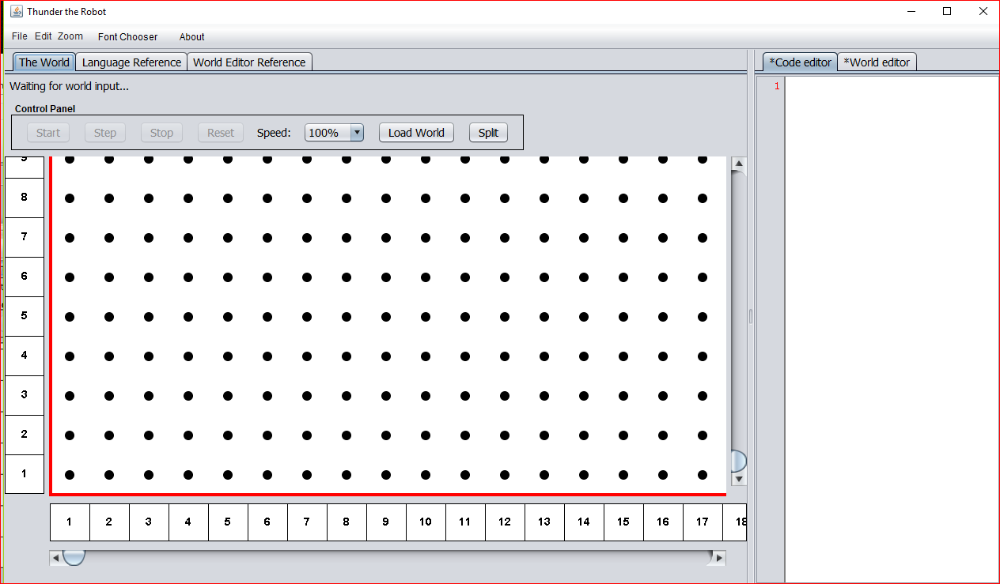 Thunder the Robot
File Edit Zoom Font Chooser About
The World Language Reference World Editor Reference
*Code editor *World editor
Waiting for world input...
1
Control Panel
Start Step Stop Reset Speed: 100% Load World Split
9
8
7
6
5
4
3
2
1
1 2 3 4 5 6 7 8 9 10 11 12 13 14 15 16 17 18